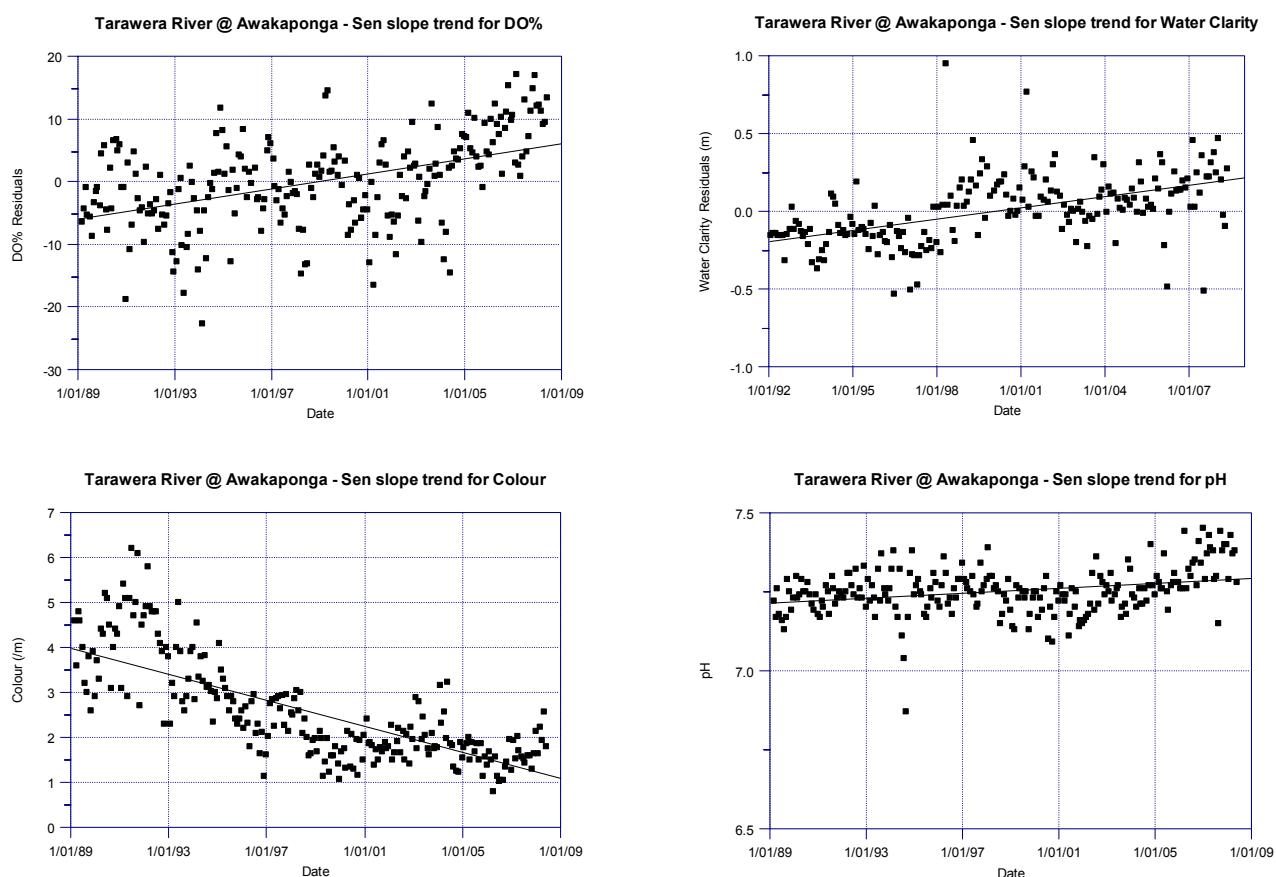 Tarawera River @ Awakaponga - Sen slope trend for DO%
20
10
0
-10
-20
-30
DO% Residuals
1/01/89 1/01/93 1/01/97 1/01/01 1/01/05 1/01/09
Date
Tarawera River @ Awakaponga - Sen slope trend for Water Clarity
1.0
0.5
0.0
-0.5
-1.0
Water Clarity Residuals (m)
1/01/92 1/01/95 1/01/98 1/01/01 1/01/04 1/01/07
Date
Tarawera River @ Awakaponga - Sen slope trend for Colour
7
6
5
4
3
2
1
0
Colour (/m)
1/01/89 1/01/93 1/01/97 1/01/01 1/01/05 1/01/09
Date
Tarawera River @ Awakaponga - Sen slope trend for pH
7.5
7.0
6.5
pH
1/01/89 1/01/93 1/01/97 1/01/01 1/01/05 1/01/09
Date